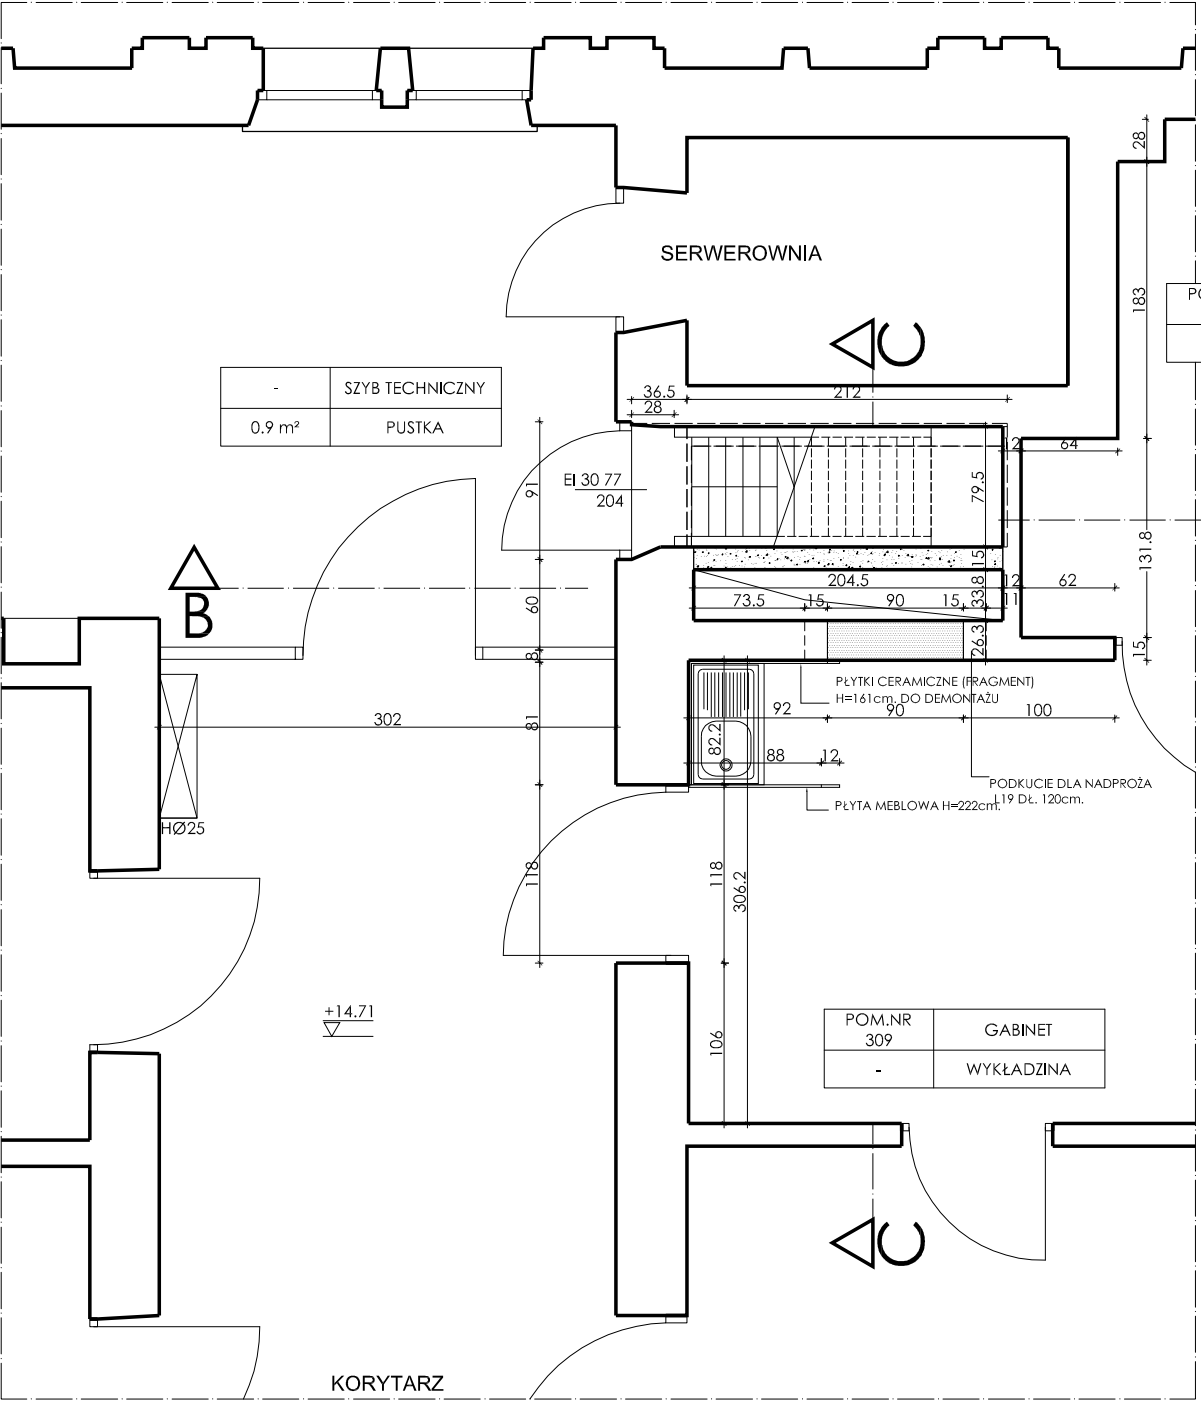 28
SERWEROWNIA
183
C
- SZYB TECHNICZNY
0.9 m² PUSTKA
36.5 212
28
64
91
EI 30 77
204
79.5
131.8
15
204.5 12 62
B
60
73.5 15 90 15 33.8 11
26.3
15
8
PŁYTKI CERAMICZNE (FRAGMENT)
H=161cm. DO DEMONTAŻU
302
81
92 90 100
82.2
88 12
PODKUCIE DLA NADPROŻA
L19 DŁ. 120cm.
PŁYTA MEBLOWA H=222cm.
HØ25
118
118
306.2
+14.71
POM.NR
309
GABINET
- WYKŁADZINA
106
C
KORYTARZ